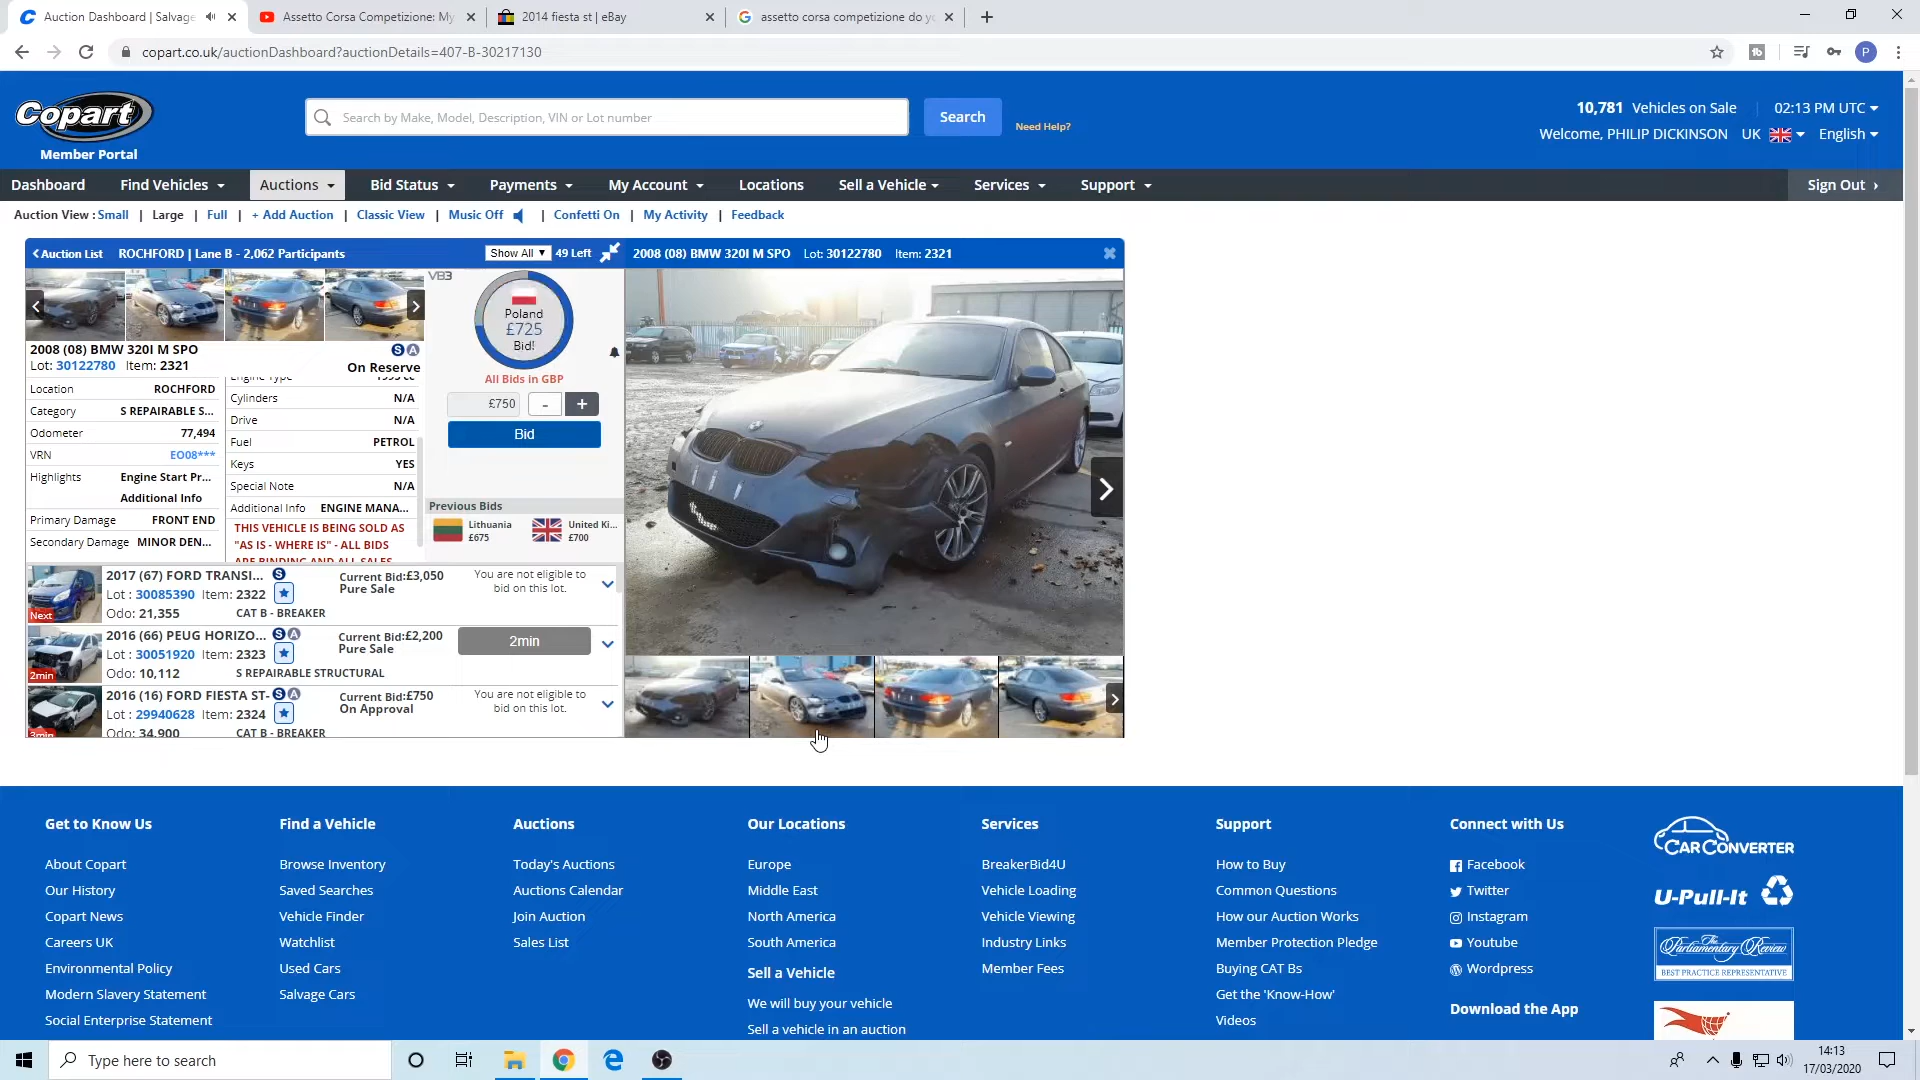 Auction Dashboard | Salvage
Assetto Corsa Competizione: My
2014 fiesta st | eBay
assetto corsa competizione do yo
copart.co.uk/auctionDashboard?auctionDetails=407-B-30217130
P
Copart
Member Portal
Search by Make, Model, Description, VIN or Lot number
Search
Need Help?
10,781 Vehicles on Sale
02:13 PM UTC
Welcome, PHILIP DICKINSON
UK
English
Dashboard
Find Vehicles
Auctions
Bid Status
Payments
My Account
Locations
Sell a Vehicle
Services
Support
Sign Out
Auction View : Small | Large | Full | + Add Auction | Classic View | Music Off | Confetti On | My Activity | Feedback
Auction List
ROCHFORD | Lane B - 2,062 Participants
Show All
49 Left
2008 (08) BMW 320I M SPO Lot: 30122780 Item: 2321
VB3
Poland
£725
Bid!
All Bids in GBP
£750
-
+
Bid
Previous Bids
Lithuania
£675
United Ki...
£700
2008 (08) BMW 320I M SPO
S A
Lot: 30122780 Item: 2321
On Reserve
Location ROCHFORD
Category S REPAIRABLE S...
Odometer 77,494
VRN EO08***
Highlights Engine Start Pr...
Additional Info
Primary Damage FRONT END
Secondary Damage MINOR DEN...
Engine Type 1995 cc
Cylinders N/A
Drive N/A
Fuel PETROL
Keys YES
Special Note N/A
Additional Info ENGINE MANA...
THIS VEHICLE IS BEING SOLD AS
"AS IS - WHERE IS" - ALL BIDS
ARE BINDING AND ALL SALES
Next
2017 (67) FORD TRANSI...
S
Lot : 30085390 Item: 2322
Odo: 21,355
CAT B - BREAKER
Current Bid:£3,050
Pure Sale
You are not eligible to
bid on this lot.
2min
2016 (66) PEUG HORIZO...
S A
Lot : 30051920 Item: 2323
Odo: 10,112
S REPAIRABLE STRUCTURAL
Current Bid:£2,200
Pure Sale
2min
3min
2016 (16) FORD FIESTA ST-
S A
Lot : 29940628 Item: 2324
Odo: 34,900
CAT B - BREAKER
Current Bid:£750
On Approval
You are not eligible to
bid on this lot.
Get to Know Us
About Copart
Our History
Copart News
Careers UK
Environmental Policy
Modern Slavery Statement
Social Enterprise Statement
Find a Vehicle
Browse Inventory
Saved Searches
Vehicle Finder
Watchlist
Used Cars
Salvage Cars
Auctions
Today's Auctions
Auctions Calendar
Join Auction
Sales List
Our Locations
Europe
Middle East
North America
South America
Sell a Vehicle
We will buy your vehicle
Sell a vehicle in an auction
Services
BreakerBid4U
Vehicle Loading
Vehicle Viewing
Industry Links
Member Fees
Support
How to Buy
Common Questions
How our Auction Works
Member Protection Pledge
Buying CAT Bs
Get the 'Know-How'
Videos
Connect with Us
Facebook
Twitter
Instagram
Youtube
Wordpress
Download the App
CAR CONVERTER
U-Pull-It
The Parliamentary Review
BEST PRACTICE REPRESENTATIVE
Type here to search
14:13
17/03/2020